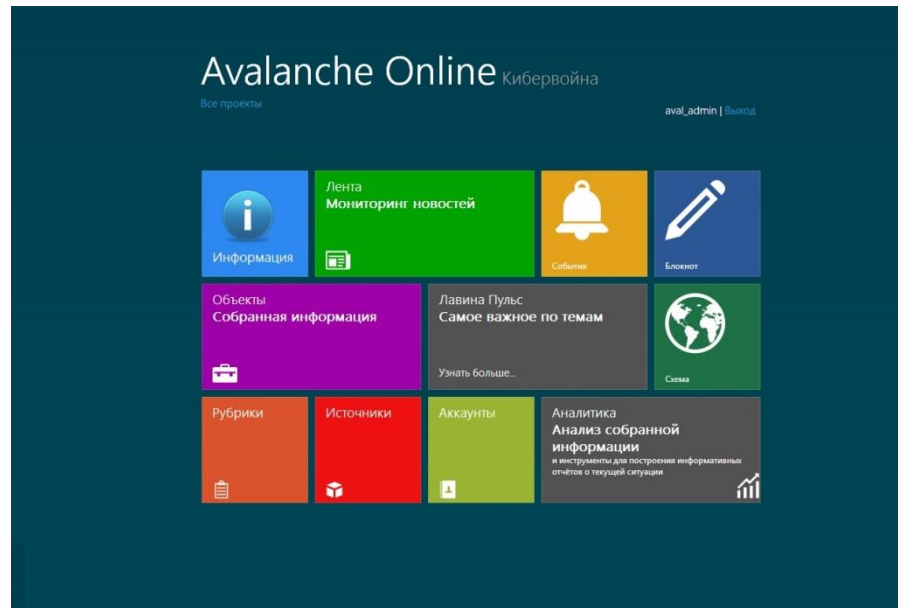 Avalanche Online Кибервойна
Все проекты
aval_admin | Выход
Информация
Лента
Мониторинг новостей
События
Блокнот
Объекты
Собранная информация
Лавина Пульс
Самое важное по темам
Узнать больше...
Схема
Рубрики
Источники
Аккаунты
Аналитика
Анализ собранной
информации
и инструменты для построения информативных
отчётов о текущей ситуации